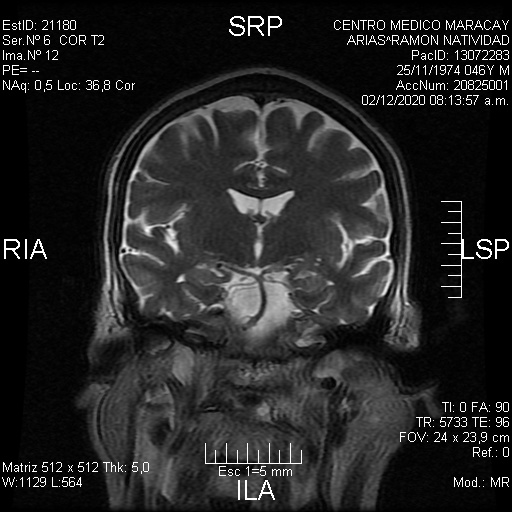 EstID: 21180
Ser.Nº 6 COR T2
Ima.Nº 12
PE= --
NAq: 0,5 Loc: 36,8 Cor
SRP
CENTRO MEDICO MARACAY
ARIAS^RAMON NATIVIDAD
PacID: 13072283
25/11/1974 046Y M
AccNum: 20825001
02/12/2020 08:13:57 a.m.
RIA
LSP
TI: 0 FA: 90
TR: 5733 TE: 96
FOV: 24 x 23,9 cm
Ref.: 0
Matriz 512 x 512 Thk: 5,0
W:1129 L:564
Esc 1=5 mm
ILA
Mod.: MR